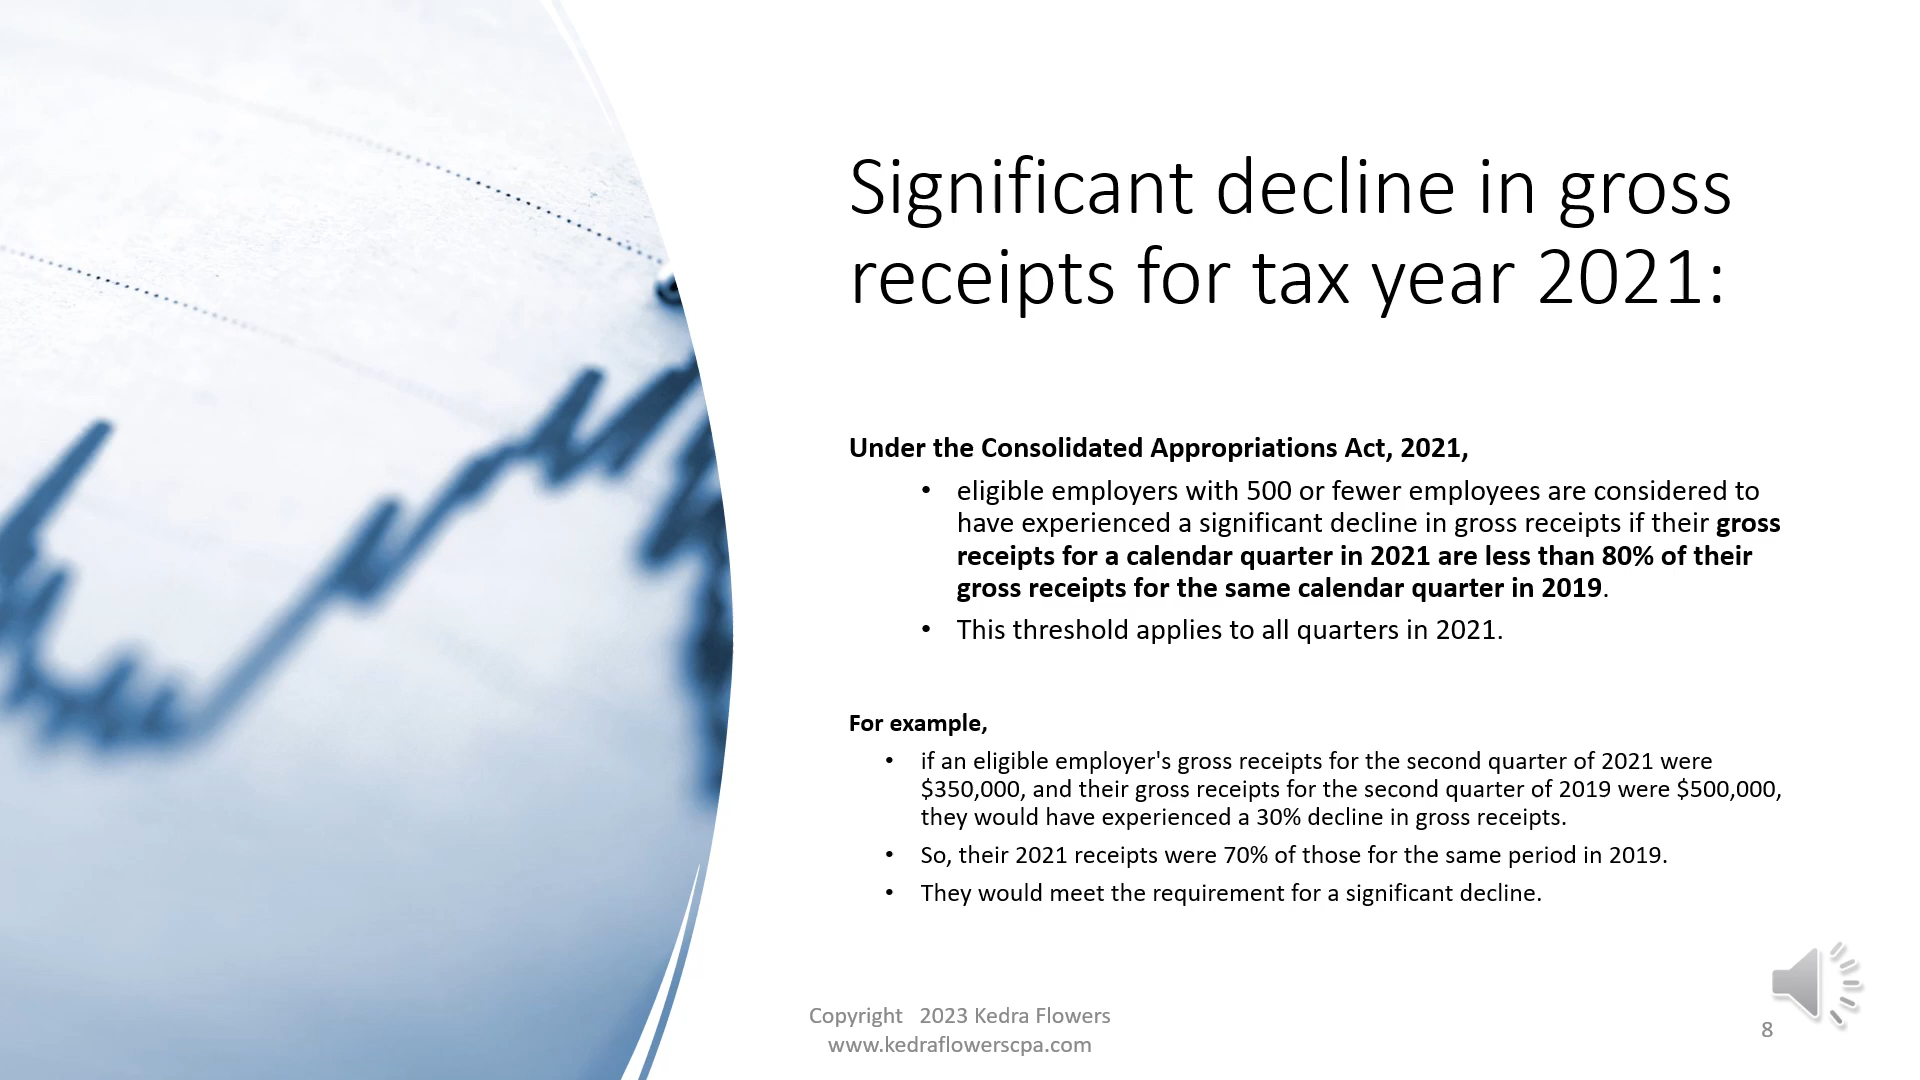 Significant decline in gross
receipts for tax year 2021:
Under the Consolidated Appropriations Act, 2021,
• eligible employers with 500 or fewer employees are considered to
have experienced a significant decline in gross receipts if their gross
receipts for a calendar quarter in 2021 are less than 80% of their
gross receipts for the same calendar quarter in 2019.
• This threshold applies to all quarters in 2021.
For example,
• if an eligible employer's gross receipts for the second quarter of 2021 were
$350,000, and their gross receipts for the second quarter of 2019 were $500,000,
they would have experienced a 30% decline in gross receipts.
• So, their 2021 receipts were 70% of those for the same period in 2019.
• They would meet the requirement for a significant decline.
Copyright 2023 Kedra Flowers
www.kedraflowerscpa.com
8